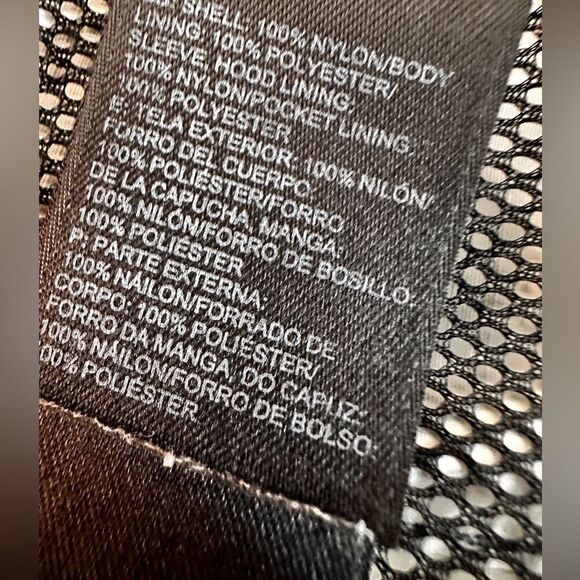 SHELL: 100% NYLON/BODY
LINING: 100% POLYESTER/
SLEEVE, HOOD LINING:
100% NYLON/POCKET LINING:
100% POLYESTER
E: TELA EXTERIOR: 100% NILÓN/
FORRO DEL CUERPO:
100% POLIÉSTER/FORRO
DE LA CAPUCHA, MANGA:
100% NILÓN/FORRO DE BOSILLO:
100% POLIÉSTER
P: PARTE EXTERNA:
100% NÁILON/FORRADO DE
CORPO: 100% POLIÉSTER/
FORRO DA MANGA, DO CAPUZ:
100% NÁILON/FORRO DE BOLSO:
100% POLIÉSTER